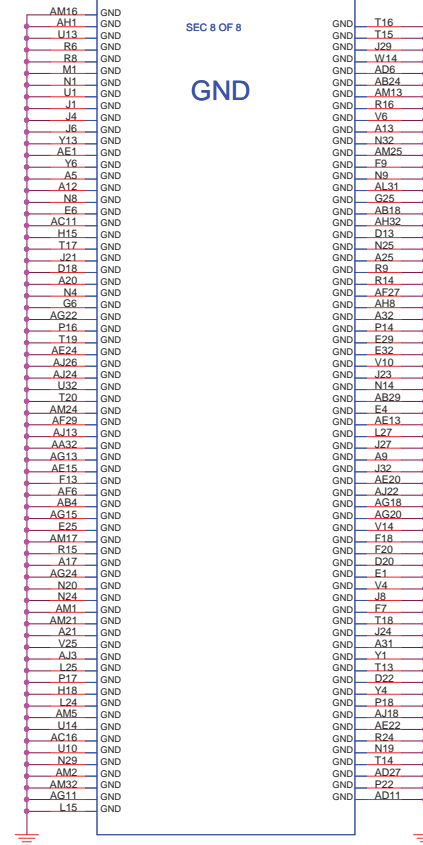 SEC 8 OF 8
GND
AM16 GND
AH1 GND GND T16
U13 GND GND T15
R6 GND GND J29
R8 GND GND W14
M1 GND GND AD6
N1 GND GND AB24
U1 GND GND AM13
J1 GND GND R16
J4 GND GND V6
J6 GND GND A13
Y13 GND GND N32
AE1 GND GND AM25
Y6 GND GND F9
A5 GND GND N9
A12 GND GND AL31
N8 GND GND G25
E6 GND GND AB18
AC11 GND GND AH32
H15 GND GND D13
T17 GND GND N25
J21 GND GND A25
D18 GND GND R9
A20 GND GND R14
N4 GND GND AF27
G6 GND GND AH8
AG22 GND GND A32
P16 GND GND P14
T19 GND GND E29
AE24 GND GND E32
AJ26 GND GND V10
AJ24 GND GND J23
U32 GND GND N14
T20 GND GND AB29
AM24 GND GND E4
AF29 GND GND AE13
AJ13 GND GND L27
AA32 GND GND J27
AG13 GND GND A9
AE15 GND GND J32
F13 GND GND AE20
AF6 GND GND AJ22
AB4 GND GND AG18
AG15 GND GND AG20
E25 GND GND V14
AM17 GND GND F18
R15 GND GND F20
A17 GND GND D20
AG24 GND GND E1
N20 GND GND V4
N24 GND GND J8
AM1 GND GND F7
AM21 GND GND T18
A21 GND GND J24
V25 GND GND A31
AJ3 GND GND Y1
L25 GND GND T13
P17 GND GND D22
H18 GND GND Y4
L24 GND GND P18
AM5 GND GND AJ18
U14 GND GND AE22
AC16 GND GND R24
U10 GND GND N19
N29 GND GND T14
AM2 GND GND AD27
AM32 GND GND P22
AG11 GND GND AD11
L15 GND